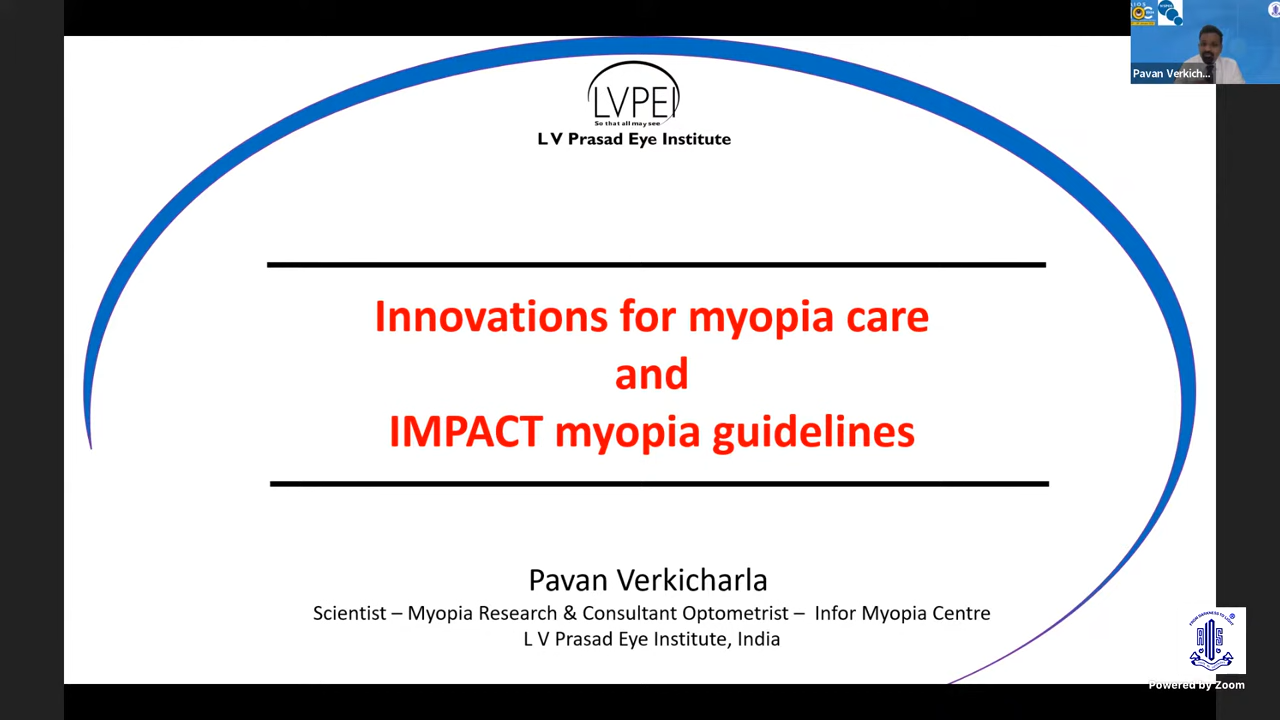 LVPEI
So that all may see
L V Prasad Eye Institute
Innovations for myopia care
and
IMPACT myopia guidelines
Pavan Verkicharla
Scientist – Myopia Research & Consultant Optometrist – Infor Myopia Centre
L V Prasad Eye Institute, India
Pavan Verkich...
AIOS
Powered by Zoom